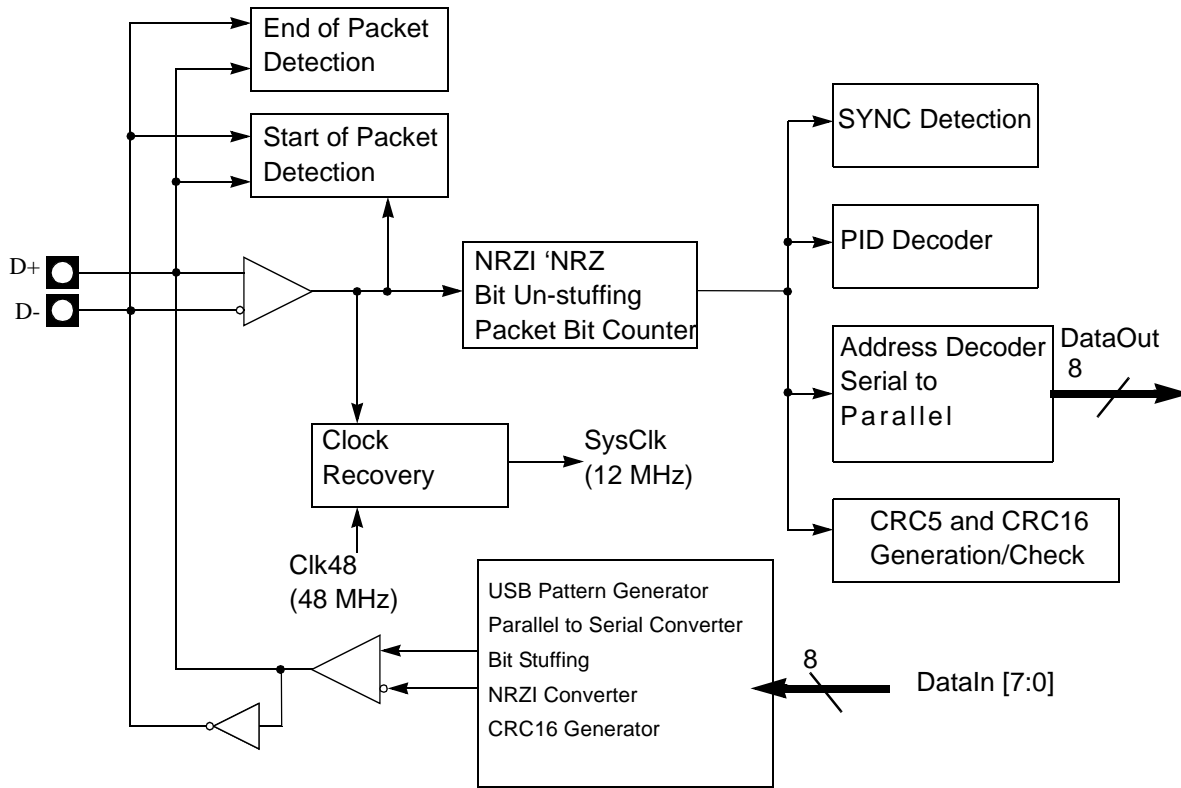 End of Packet
Detection
Start of Packet
Detection
SYNC Detection
PID Decoder
D+
D-
NRZI ‘NRZ
Bit Un-stuffing
Packet Bit Counter
Address Decoder
Serial to
Parallel
DataOut
8
Clock
Recovery
SysClk
(12 MHz)
CRC5 and CRC16
Generation/Check
Clk48
(48 MHz)
USB Pattern Generator
Parallel to Serial Converter
Bit Stuffing
NRZI Converter
CRC16 Generator
8
DataIn [7:0]